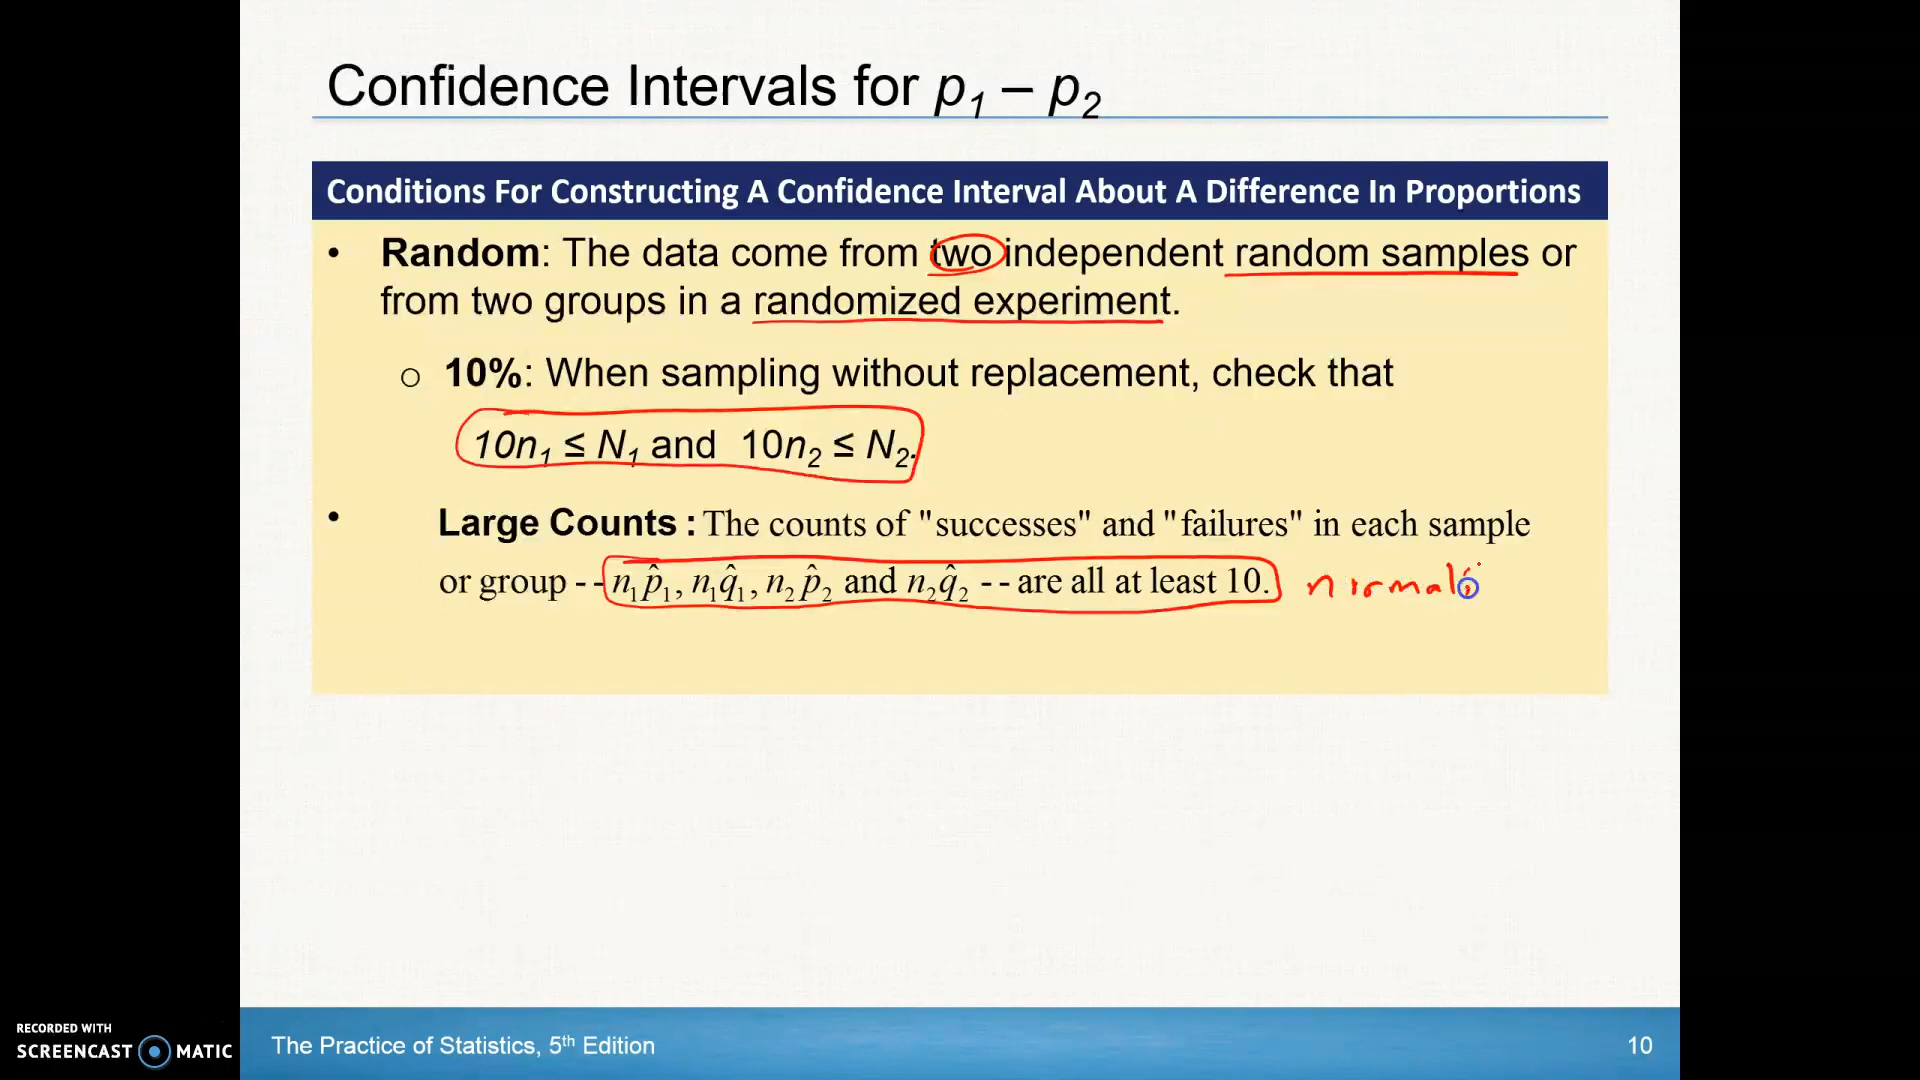 Confidence Intervals for p₁ – p₂
Conditions For Constructing A Confidence Interval About A Difference In Proportions
• Random: The data come from two independent random samples or
from two groups in a randomized experiment.
o 10%: When sampling without replacement, check that
10n₁ ≤ N₁ and 10n₂ ≤ N₂.
• Large Counts : The counts of "successes" and "failures" in each sample
or group - - n₁p̂₁, n₁q̂₁, n₂p̂₂ and n₂q̂₂ - - are all at least 10.
RECORDED WITH
SCREENCAST MATIC
The Practice of Statistics, 5th Edition
10